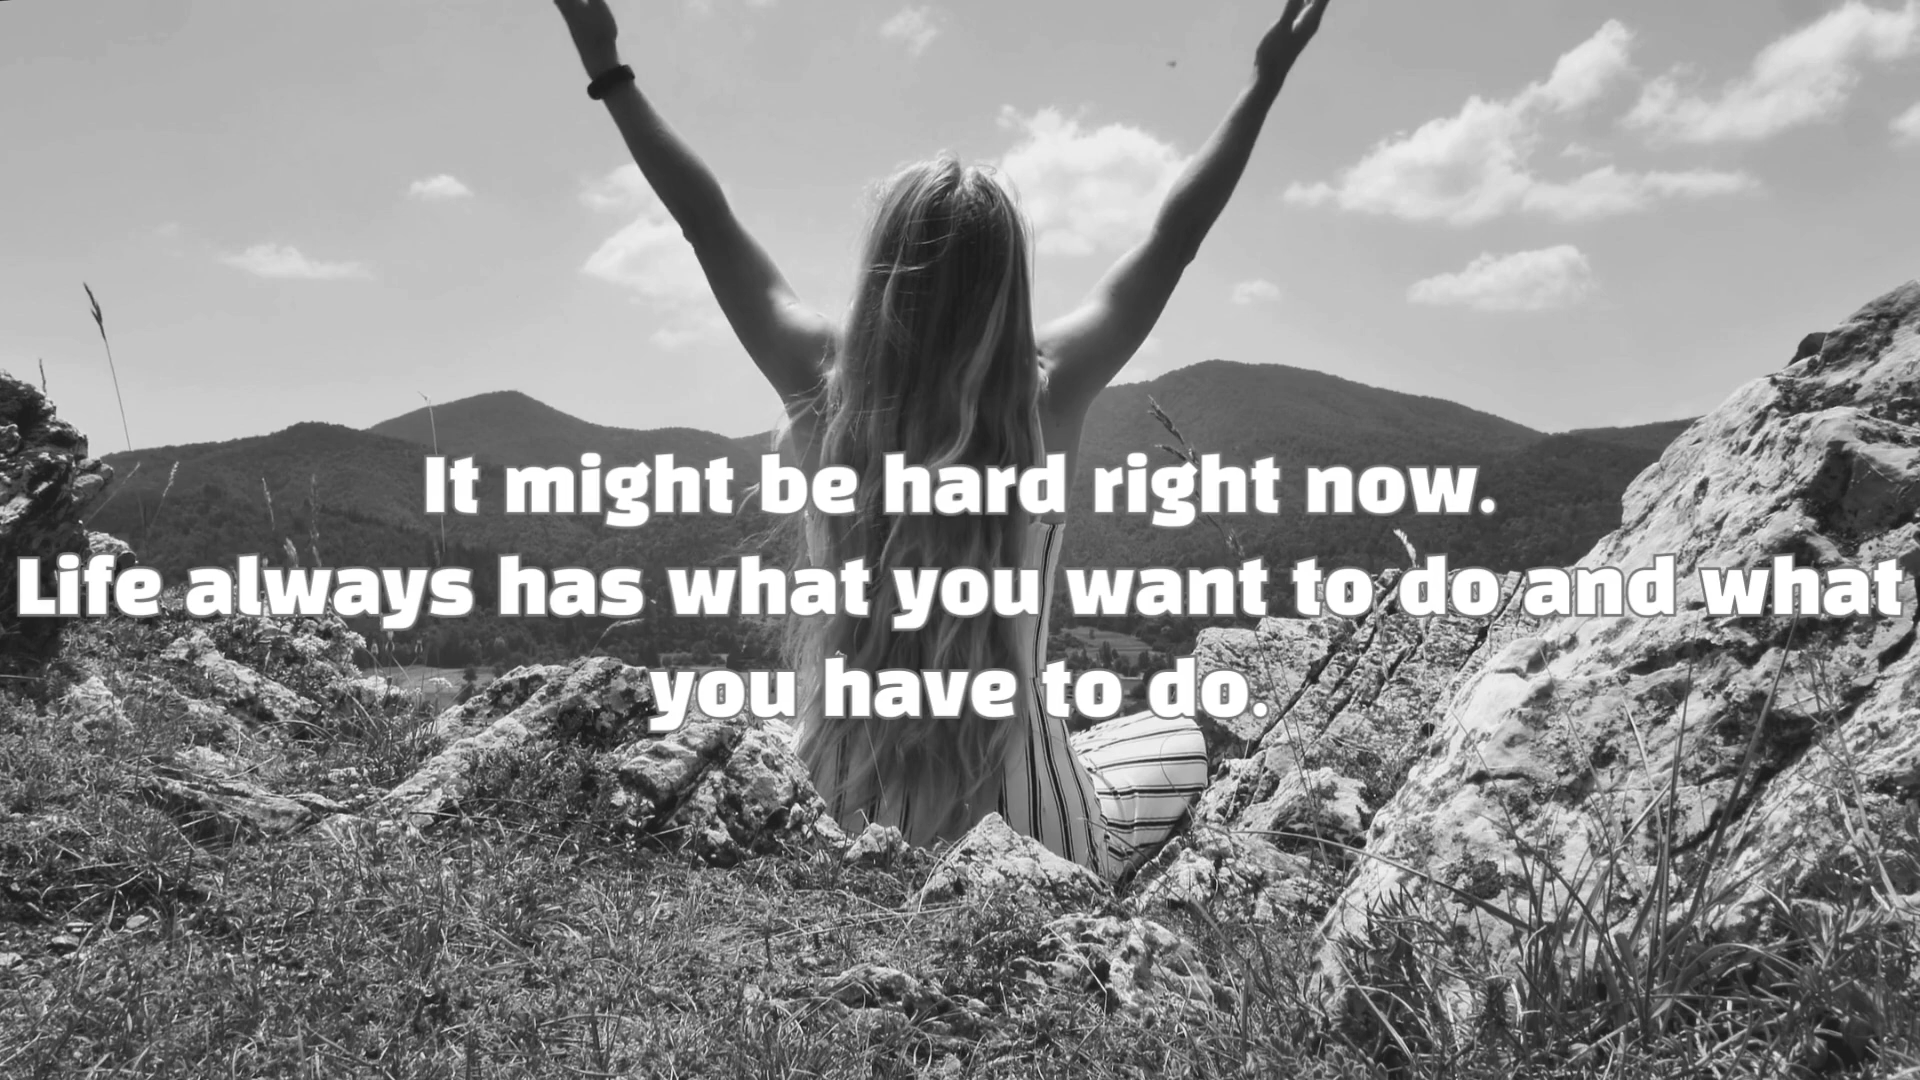 It might be hard right now.
Life always has what you want to do and what
you have to do.